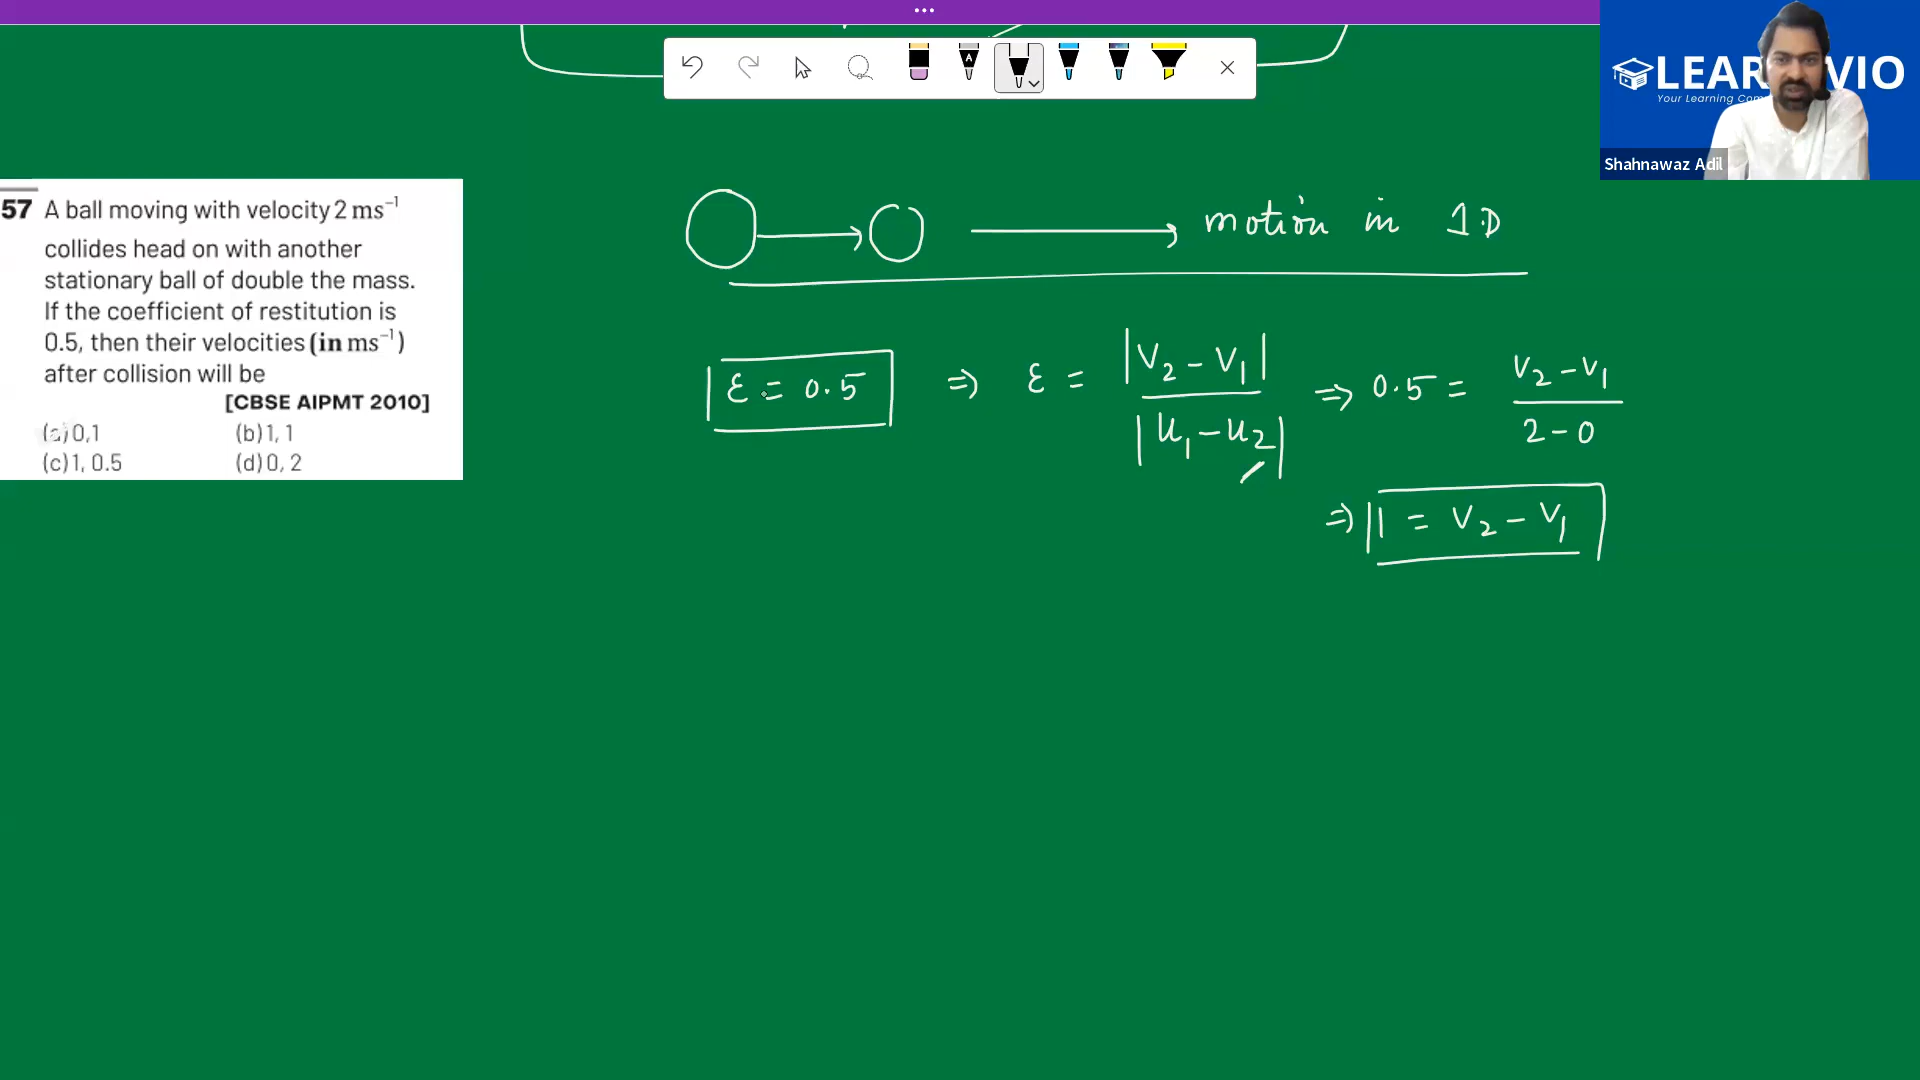 LEAR VIO
Your Learning Com
Shahnawaz Adil
57 A ball moving with velocity 2 ms⁻¹
collides head on with another
stationary ball of double the mass.
If the coefficient of restitution is
0.5, then their velocities (in ms⁻¹)
after collision will be
[CBSE AIPMT 2010]
(a) 0,1 (b) 1, 1
(c) 1, 0.5 (d) 0, 2
motion in 1.D
ε = 0.5 ⇒ ε = |V₂ - V₁| / |u₁ - u₂| ⇒ 0.5 = V₂ - V₁ / 2 - 0
⇒ 1 = V₂ - V₁